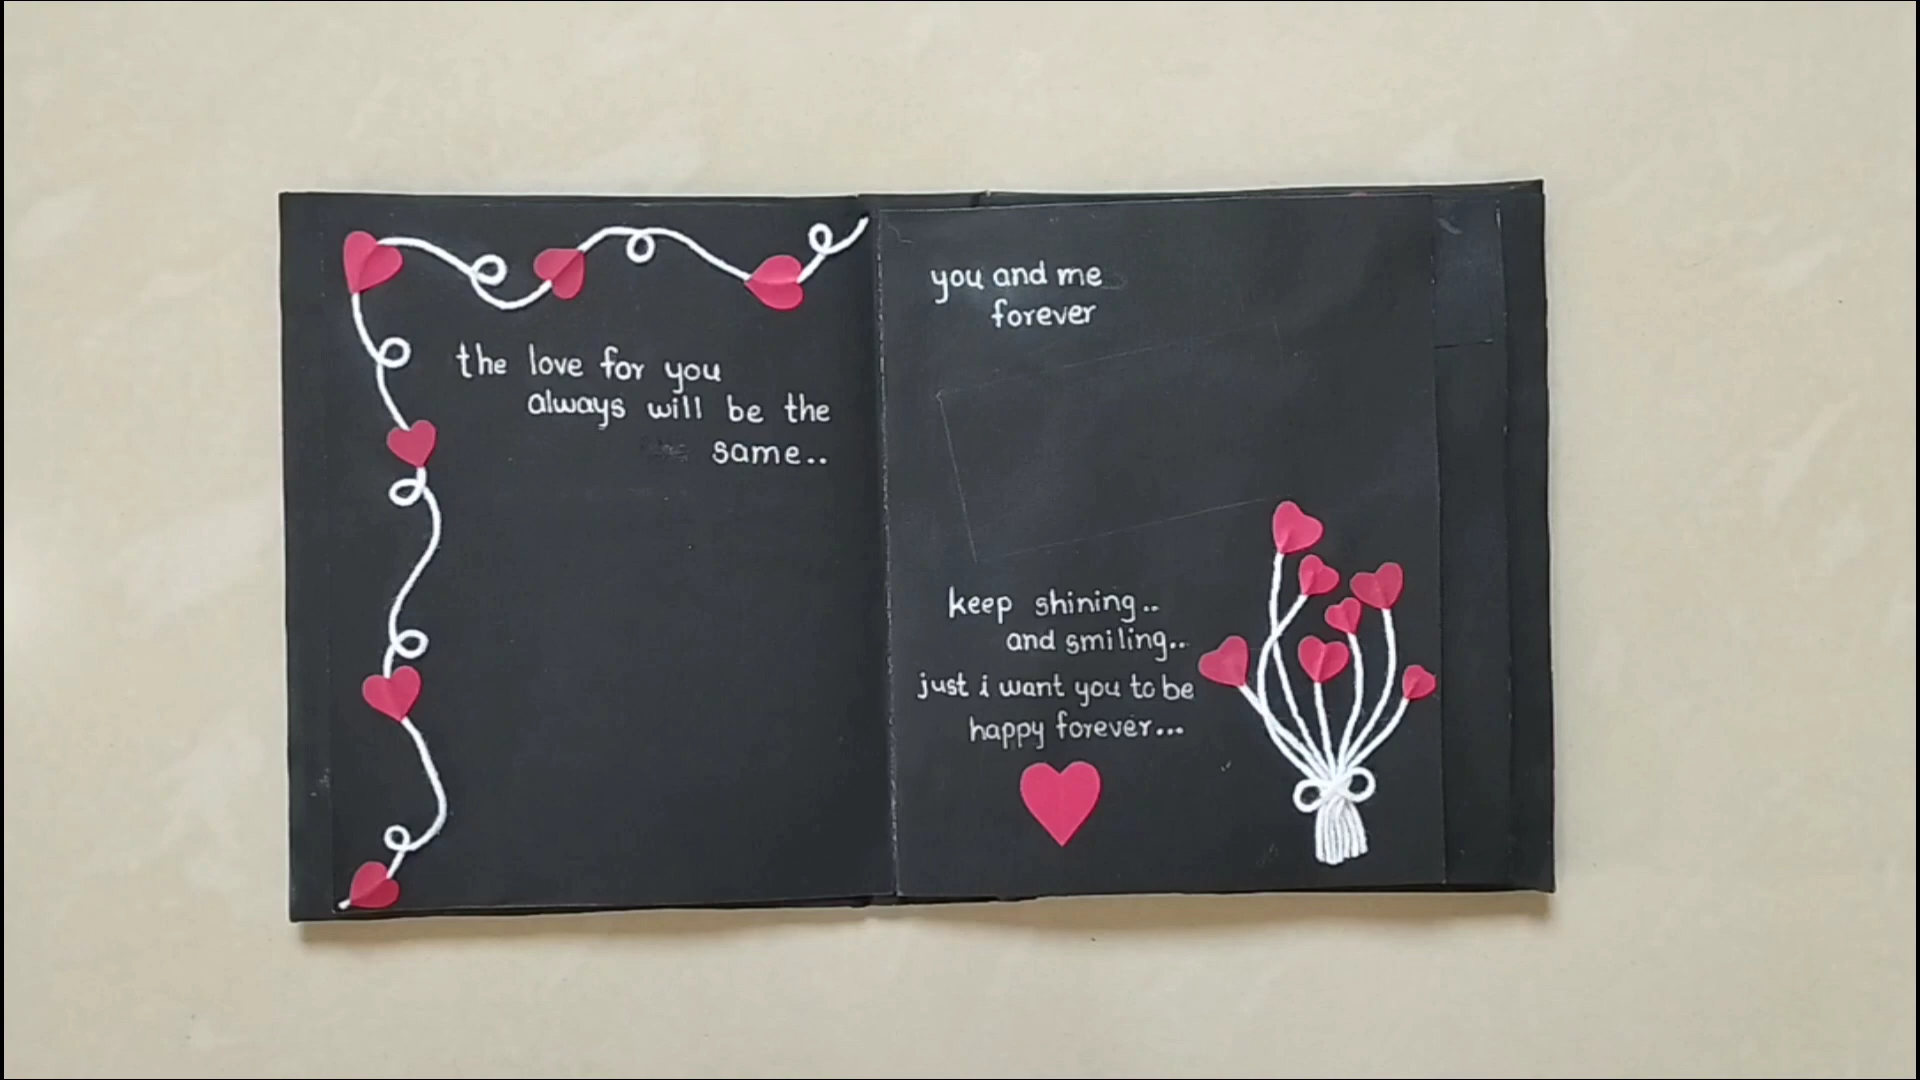 the love for you
always will be the
same..
you and me
forever
keep shining..
and smiling..
just i want you to be
happy forever...